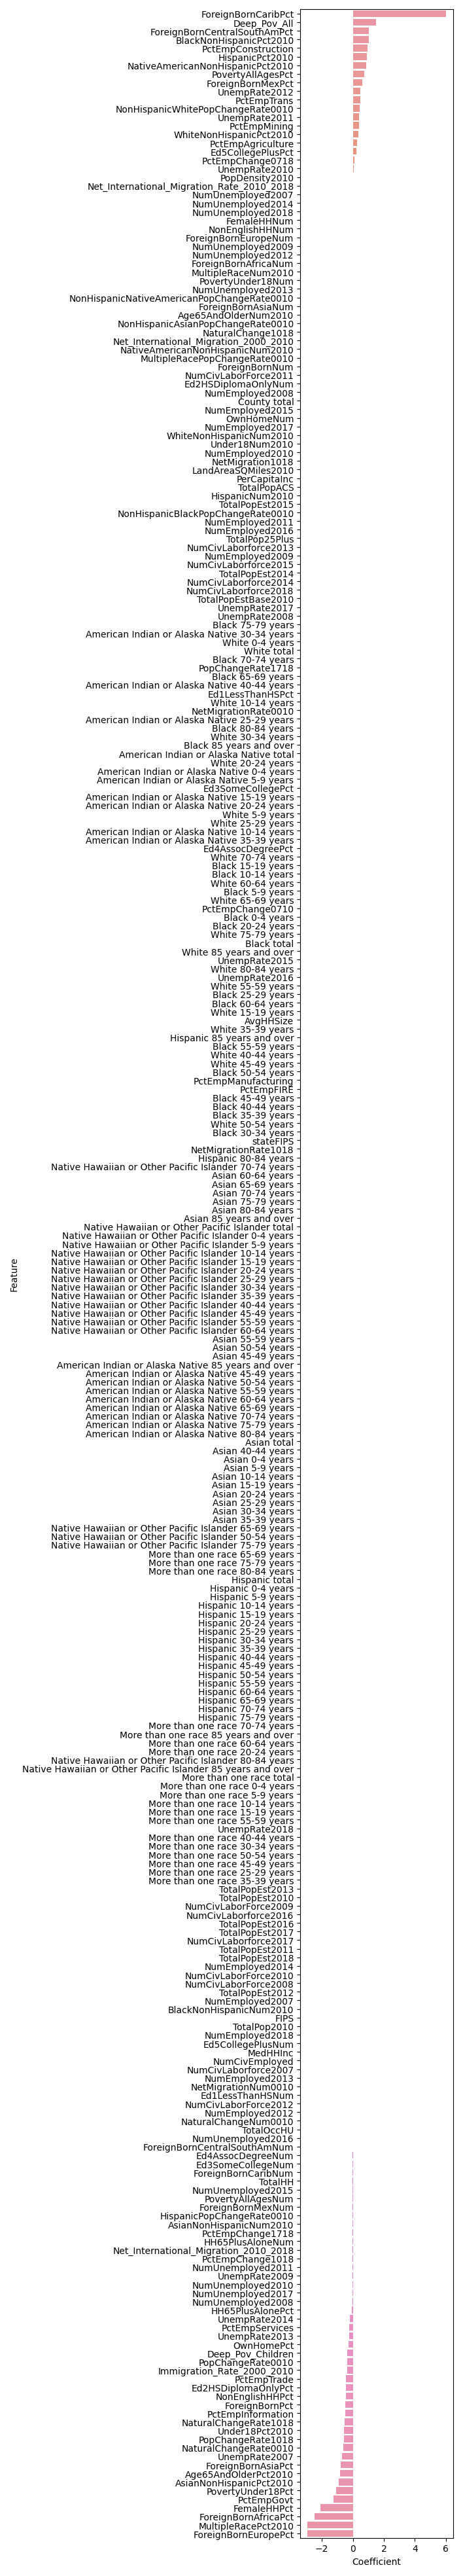 ForeignBornCaribPct
Deep_Pov_All
ForeignBornCentralSouthAmPct
BlackNonHispanicPct2010
PctEmpConstruction
HispanicPct2010
NativeAmericanNonHispanicPct2010
PovertyAllAgesPct
ForeignBornMexPct
UnempRate2012
PctEmpTrans
NonHispanicWhitePopChangeRate0010
UnempRate2011
PctEmpMining
WhiteNonHispanicPct2010
PctEmpAgriculture
Ed5CollegePlusPct
PctEmpChange0718
UnempRate2010
PopDensity2010
Net_International_Migration_Rate_2010_2018
NumUnemployed2007
NumUnemployed2014
NumUnemployed2018
FemaleHHNum
NonEnglishHHNum
ForeignBornEuropeNum
NumUnemployed2009
NumUnemployed2012
ForeignBornAfricaNum
MultipleRaceNum2010
PovertyUnder18Num
NumUnemployed2013
NonHispanicNativeAmericanPopChangeRate0010
ForeignBornAsiaNum
Age65AndOlderNum2010
NonHispanicAsianPopChangeRate0010
NaturalChange1018
Net_International_Migration_2000_2010
NativeAmericanNonHispanicNum2010
MultipleRacePopChangeRate0010
ForeignBornNum
NumCivLaborForce2011
Ed2HSDiplomaOnlyNum
NumEmployed2008
County total
NumEmployed2015
OwnHomeNum
NumEmployed2017
WhiteNonHispanicNum2010
Under18Num2010
NumEmployed2010
NetMigration1018
LandAreaSQMiles2010
PerCapitaInc
TotalPopACS
HispanicNum2010
TotalPopEst2015
NonHispanicBlackPopChangeRate0010
NumEmployed2011
NumEmployed2016
TotalPop25Plus
NumCivLaborforce2013
NumEmployed2009
NumCivLaborforce2015
TotalPopEst2014
NumCivLaborforce2014
NumCivLaborforce2018
TotalPopEstBase2010
UnempRate2017
UnempRate2008
Black 75-79 years
American Indian or Alaska Native 30-34 years
White 0-4 years
White total
Black 70-74 years
PopChangeRate1718
Black 65-69 years
American Indian or Alaska Native 40-44 years
Ed1LessThanHSPct
White 10-14 years
NetMigrationRate0010
American Indian or Alaska Native 25-29 years
Black 80-84 years
White 30-34 years
Black 85 years and over
American Indian or Alaska Native total
White 20-24 years
American Indian or Alaska Native 0-4 years
American Indian or Alaska Native 5-9 years
Ed3SomeCollegePct
American Indian or Alaska Native 15-19 years
American Indian or Alaska Native 20-24 years
White 5-9 years
White 25-29 years
American Indian or Alaska Native 10-14 years
American Indian or Alaska Native 35-39 years
Ed4AssocDegreePct
White 70-74 years
Black 15-19 years
Black 10-14 years
White 60-64 years
Black 5-9 years
White 65-69 years
PctEmpChange0710
Black 0-4 years
Black 20-24 years
White 75-79 years
Black total
White 85 years and over
UnempRate2015
White 80-84 years
UnempRate2016
White 55-59 years
Black 25-29 years
Black 60-64 years
White 15-19 years
AvgHHSize
White 35-39 years
Hispanic 85 years and over
Black 55-59 years
White 40-44 years
White 45-49 years
Black 50-54 years
PctEmpManufacturing
PctEmpFIRE
Black 45-49 years
Black 40-44 years
Black 35-39 years
White 50-54 years
Black 30-34 years
stateFIPS
NetMigrationRate1018
Hispanic 80-84 years
Native Hawaiian or Other Pacific Islander 70-74 years
Asian 60-64 years
Asian 65-69 years
Asian 70-74 years
Asian 75-79 years
Asian 80-84 years
Asian 85 years and over
Native Hawaiian or Other Pacific Islander total
Native Hawaiian or Other Pacific Islander 0-4 years
Native Hawaiian or Other Pacific Islander 5-9 years
Native Hawaiian or Other Pacific Islander 10-14 years
Native Hawaiian or Other Pacific Islander 15-19 years
Native Hawaiian or Other Pacific Islander 20-24 years
Native Hawaiian or Other Pacific Islander 25-29 years
Native Hawaiian or Other Pacific Islander 30-34 years
Native Hawaiian or Other Pacific Islander 35-39 years
Native Hawaiian or Other Pacific Islander 40-44 years
Native Hawaiian or Other Pacific Islander 45-49 years
Native Hawaiian or Other Pacific Islander 55-59 years
Native Hawaiian or Other Pacific Islander 60-64 years
Asian 55-59 years
Asian 50-54 years
Asian 45-49 years
American Indian or Alaska Native 85 years and over
American Indian or Alaska Native 45-49 years
American Indian or Alaska Native 50-54 years
American Indian or Alaska Native 55-59 years
American Indian or Alaska Native 60-64 years
American Indian or Alaska Native 65-69 years
American Indian or Alaska Native 70-74 years
American Indian or Alaska Native 75-79 years
American Indian or Alaska Native 80-84 years
Asian total
Asian 40-44 years
Asian 0-4 years
Asian 5-9 years
Asian 10-14 years
Asian 15-19 years
Asian 20-24 years
Asian 25-29 years
Asian 30-34 years
Asian 35-39 years
Native Hawaiian or Other Pacific Islander 65-69 years
Native Hawaiian or Other Pacific Islander 50-54 years
Native Hawaiian or Other Pacific Islander 75-79 years
More than one race 65-69 years
More than one race 75-79 years
More than one race 80-84 years
Hispanic total
Hispanic 0-4 years
Hispanic 5-9 years
Hispanic 10-14 years
Hispanic 15-19 years
Hispanic 20-24 years
Hispanic 25-29 years
Hispanic 30-34 years
Hispanic 35-39 years
Hispanic 40-44 years
Hispanic 45-49 years
Hispanic 50-54 years
Hispanic 55-59 years
Hispanic 60-64 years
Hispanic 65-69 years
Hispanic 70-74 years
Hispanic 75-79 years
More than one race 70-74 years
More than one race 85 years and over
More than one race 60-64 years
More than one race 20-24 years
Native Hawaiian or Other Pacific Islander 80-84 years
Native Hawaiian or Other Pacific Islander 85 years and over
More than one race total
More than one race 0-4 years
More than one race 5-9 years
More than one race 10-14 years
More than one race 15-19 years
More than one race 55-59 years
UnempRate2018
More than one race 40-44 years
More than one race 30-34 years
More than one race 50-54 years
More than one race 45-49 years
More than one race 25-29 years
More than one race 35-39 years
TotalPopEst2013
TotalPopEst2010
NumCivLaborForce2009
NumCivLaborforce2016
TotalPopEst2016
TotalPopEst2017
NumCivLaborforce2017
TotalPopEst2011
TotalPopEst2018
NumEmployed2014
NumCivLaborForce2010
NumCivLaborForce2008
TotalPopEst2012
NumEmployed2007
BlackNonHispanicNum2010
FIPS
TotalPop2010
NumEmployed2018
Ed5CollegePlusNum
MedHHInc
NumCivEmployed
NumCivLaborforce2007
NumEmployed2013
NetMigrationNum0010
Ed1LessThanHSNum
NumCivLaborForce2012
NumEmployed2012
NaturalChangeNum0010
TotalOccHU
NumUnemployed2016
ForeignBornCentralSouthAmNum
Ed4AssocDegreeNum
Ed3SomeCollegeNum
ForeignBornCaribNum
TotalHH
NumUnemployed2015
PovertyAllAgesNum
ForeignBornMexNum
HispanicPopChangeRate0010
AsianNonHispanicNum2010
PctEmpChange1718
HH65PlusAloneNum
Net_International_Migration_2010_2018
PctEmpChange1018
NumUnemployed2011
UnempRate2009
NumUnemployed2010
NumUnemployed2017
NumUnemployed2008
HH65PlusAlonePct
UnempRate2014
PctEmpServices
UnempRate2013
OwnHomePct
Deep_Pov_Children
PopChangeRate0010
Immigration_Rate_2000_2010
PctEmpTrade
Ed2HSDiplomaOnlyPct
NonEnglishHHPct
ForeignBornPct
PctEmpInformation
NaturalChangeRate1018
Under18Pct2010
PopChangeRate1018
NaturalChangeRate0010
UnempRate2007
ForeignBornAsiaPct
Age65AndOlderPct2010
AsianNonHispanicPct2010
PovertyUnder18Pct
PctEmpGovt
FemaleHHPct
ForeignBornAfricaPct
MultipleRacePct2010
ForeignBornEuropePct
Feature
−2 0 2 4 6
Coefficient